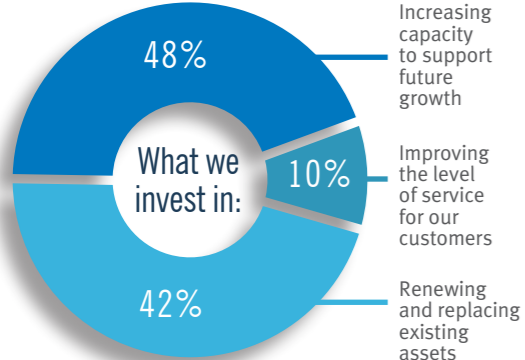 48%
Increasing
capacity
to support
future
growth
What we
invest in:
10%
Improving
the level
of service
for our
customers
42%
Renewing
and replacing
existing
assets